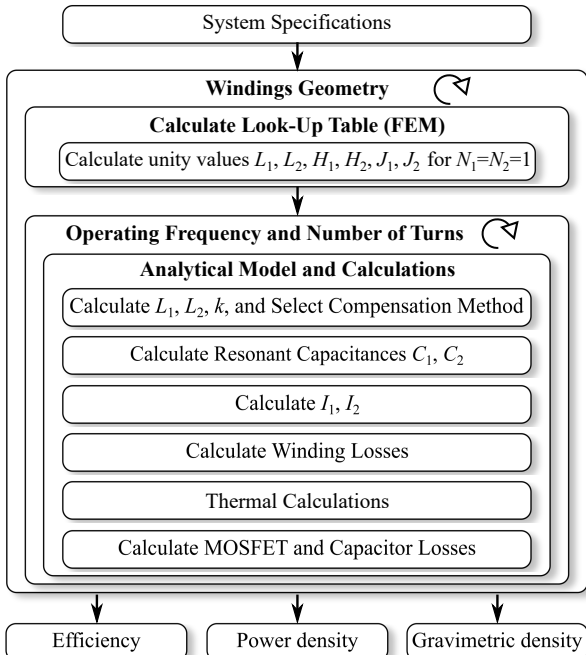 System Specifications
Windings Geometry
Calculate Look-Up Table (FEM)
Calculate unity values L₁, L₂, H₁, H₂, J₁, J₂ for N₁=N₂=1
Operating Frequency and Number of Turns
Analytical Model and Calculations
Calculate L₁, L₂, k, and Select Compensation Method
Calculate Resonant Capacitances C₁, C₂
Calculate I₁, I₂
Calculate Winding Losses
Thermal Calculations
Calculate MOSFET and Capacitor Losses
Efficiency
Power density
Gravimetric density